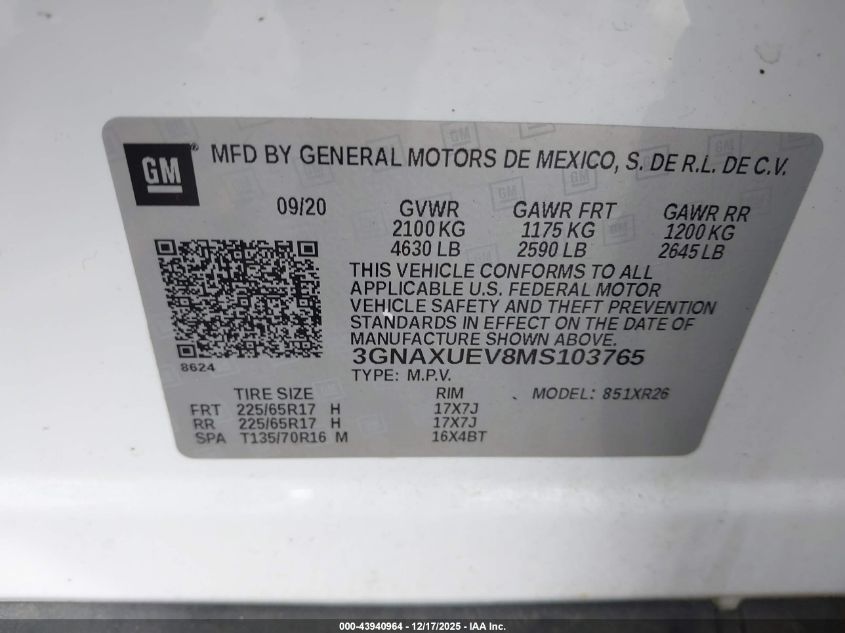 GM® MFD BY GENERAL MOTORS DE MEXICO, S. DE R.L. DE C.V.
09/20 GVWR GAWR FRT GAWR RR
2100 KG 1175 KG 1200 KG
4630 LB 2590 LB 2645 LB
THIS VEHICLE CONFORMS TO ALL
APPLICABLE U.S. FEDERAL MOTOR
VEHICLE SAFETY AND THEFT PREVENTION
STANDARDS IN EFFECT ON THE DATE OF
MANUFACTURE SHOWN ABOVE.
8624 3GNAXUEV8MS103765
TYPE: M.P.V.
TIRE SIZE RIM MODEL: 851XR26
FRT 225/65R17 H 17X7J
RR 225/65R17 H 17X7J
SPA T135/70R16 M 16X4BT
000-43940964 - 12/17/2025 - IAA Inc.